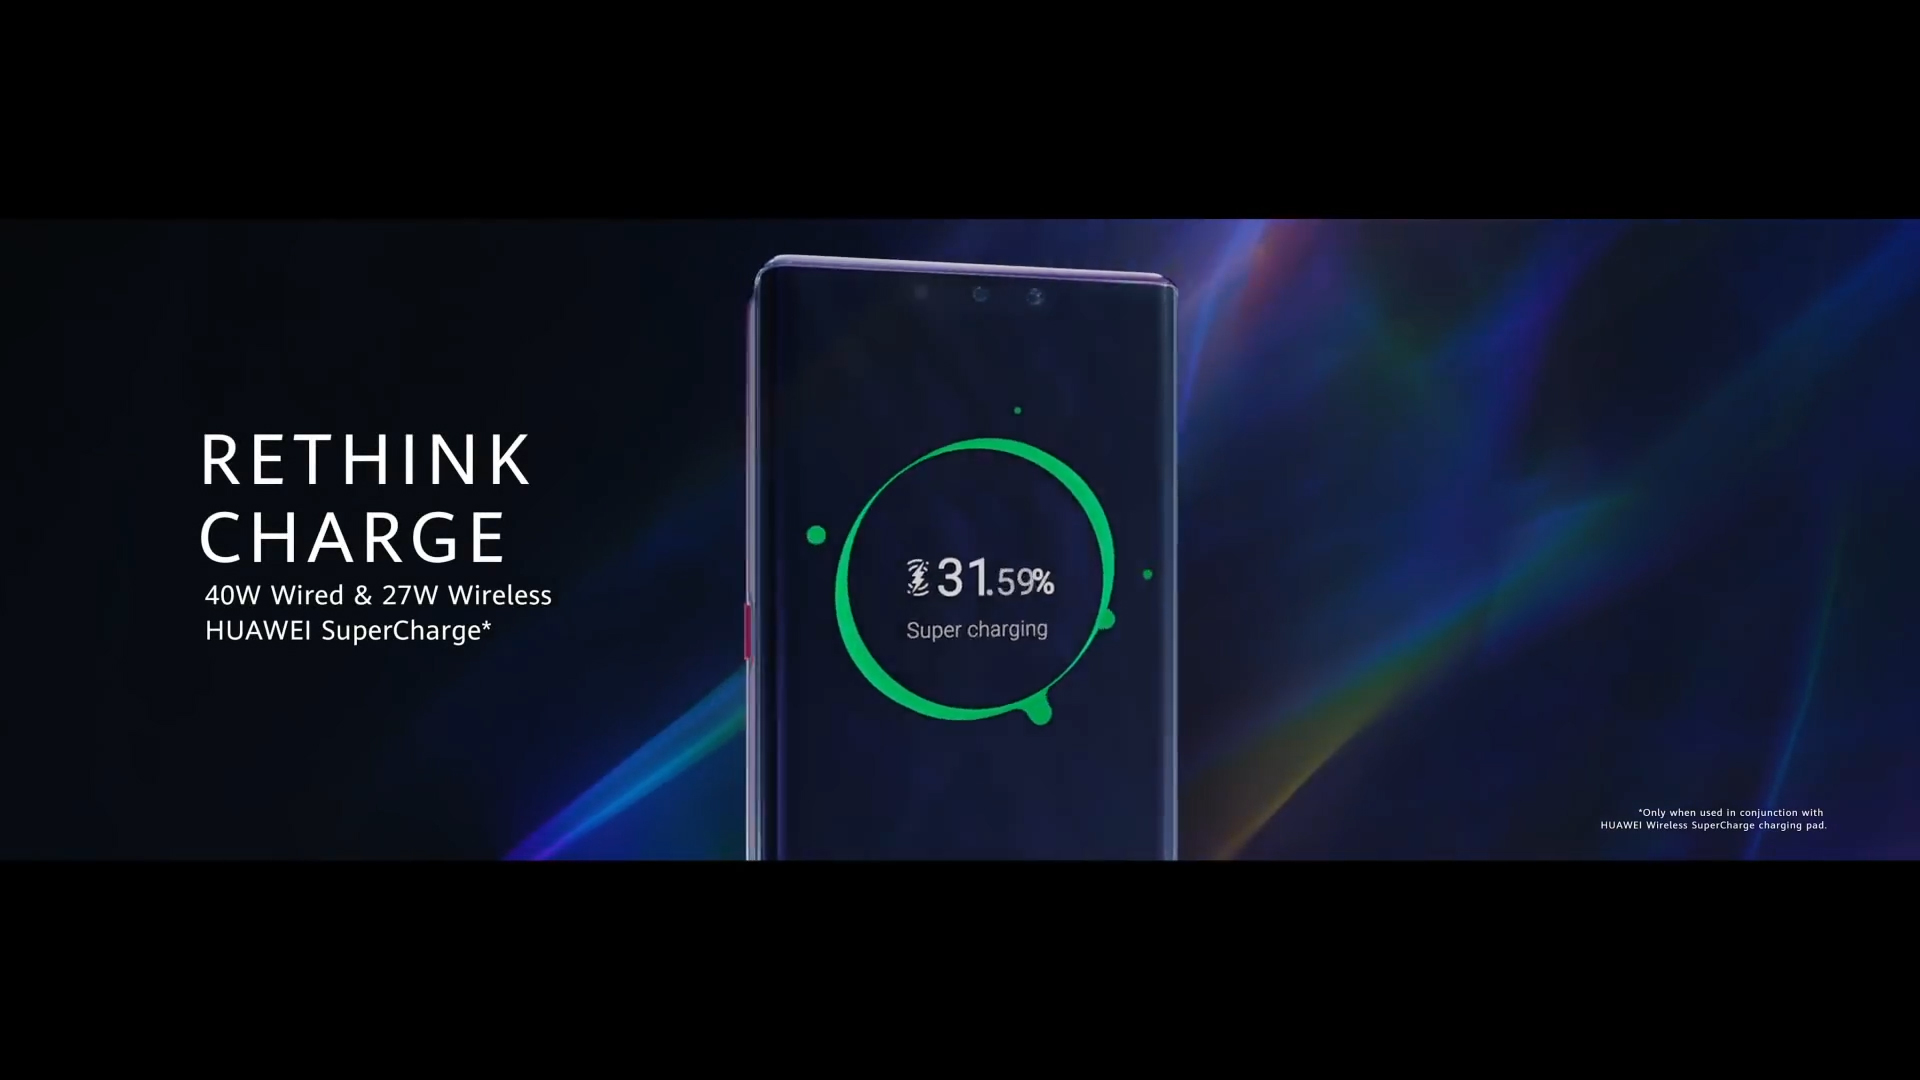 RETHINK
CHARGE
40W Wired & 27W Wireless
HUAWEI SuperCharge*
31.59%
Super charging
*Only when used in conjunction with
HUAWEI Wireless SuperCharge charging pad.